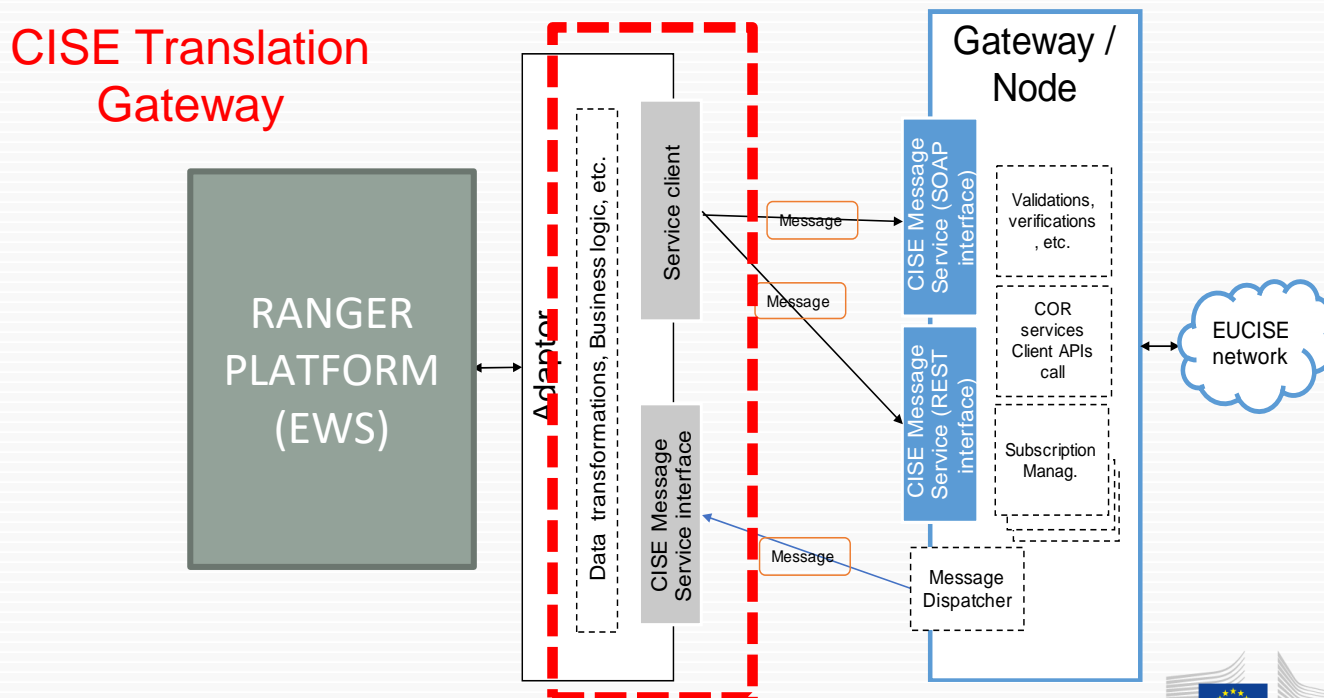 CISE Translation
Gateway
RANGER
PLATFORM
(EWS)
Adaptor
Data transformations, Business logic, etc.
Service client
CISE Message
Service interface
Message
Message
Message
Gateway /
Node
CISE Message
Service (SOAP
interface)
CISE Message
Service (REST
interface)
Validations,
verifications
, etc.
COR
services
Client APIs
call
Subscription
Manag.
Message
Dispatcher
EUCISE
network